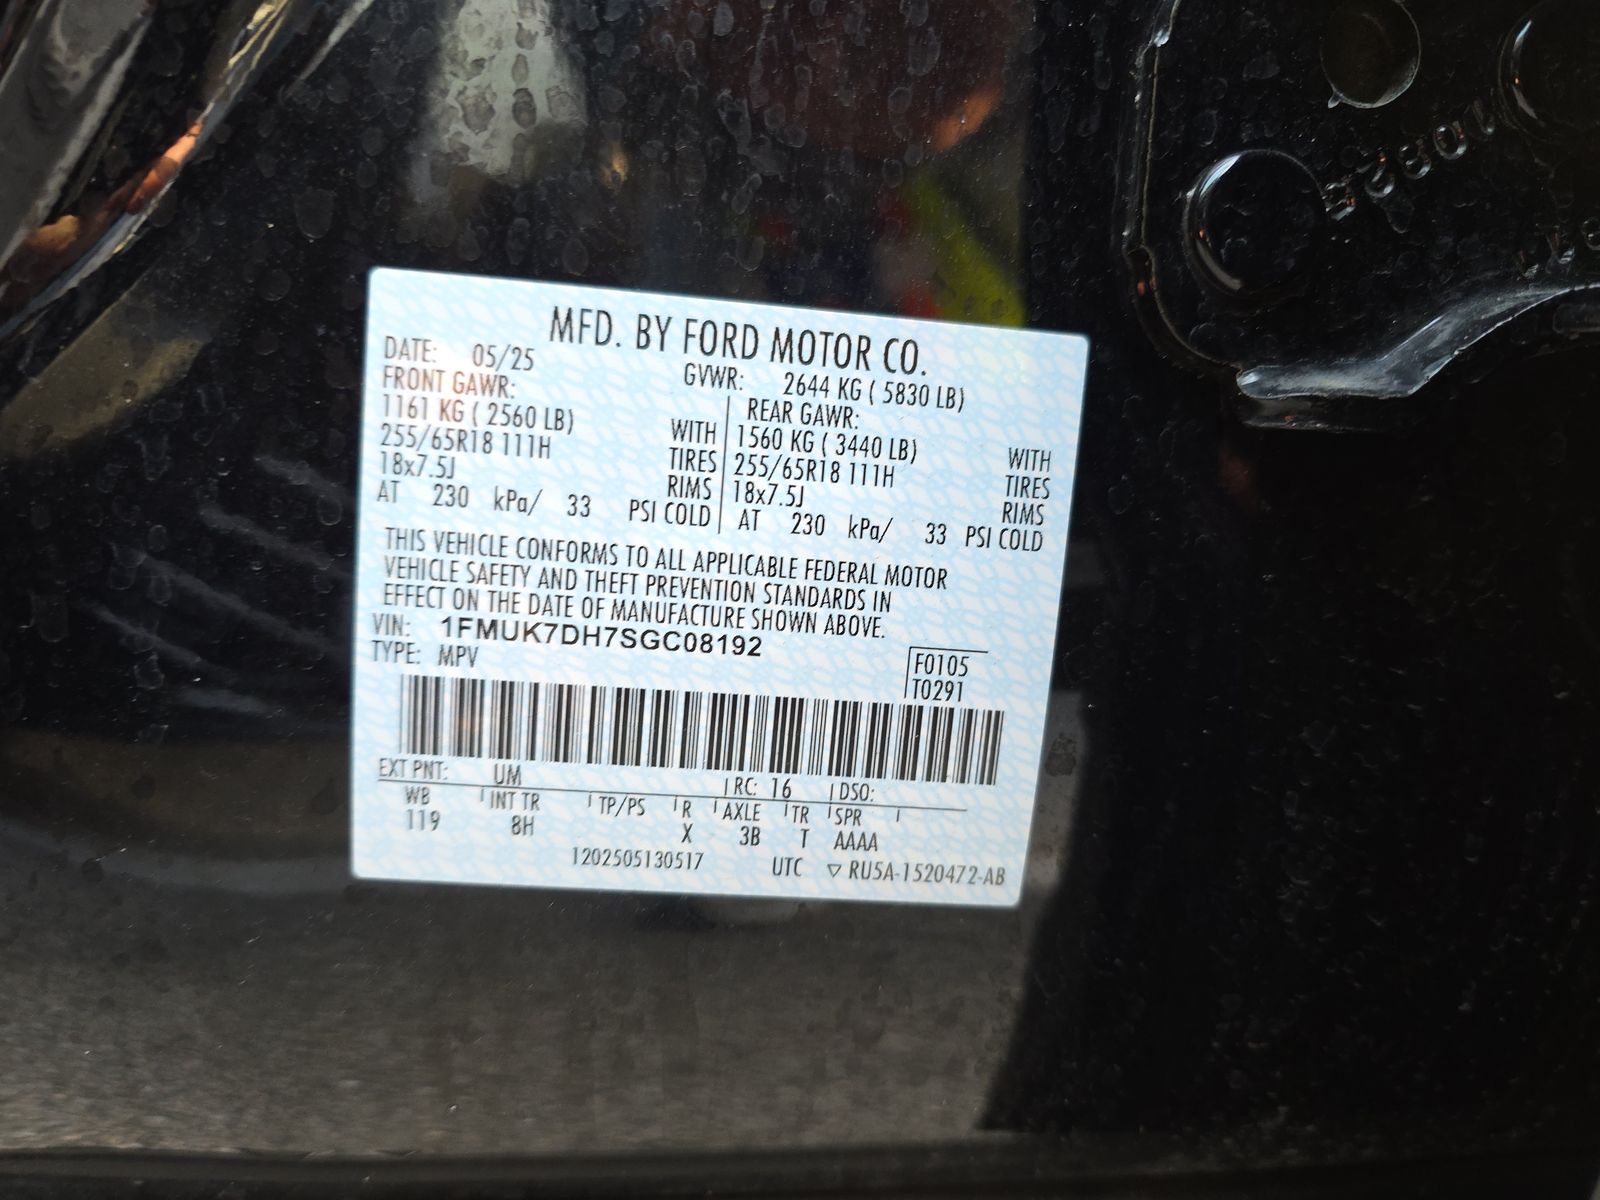 MFD. BY FORD MOTOR CO.
DATE: 05/25 GVWR: 2644 KG ( 5830 LB)
FRONT GAWR: REAR GAWR:
1161 KG ( 2560 LB) WITH 1560 KG ( 3440 LB) WITH
255/65R18 111H TIRES 255/65R18 111H TIRES
18x7.5J RIMS 18x7.5J RIMS
AT 230 kPa/ 33 PSI COLD AT 230 kPa/ 33 PSI COLD
THIS VEHICLE CONFORMS TO ALL APPLICABLE FEDERAL MOTOR
VEHICLE SAFETY AND THEFT PREVENTION STANDARDS IN
EFFECT ON THE DATE OF MANUFACTURE SHOWN ABOVE.
VIN: 1FMUK7DH7SGC08192
TYPE: MPV F0105
T0291
EXT PNT: UM RC: 16 DSO:
WB INT TR TP/PS R AXLE TR SPR
119 8H X 3B T AAAA
1202505130517 UTC ▽ RU5A-1520472-AB